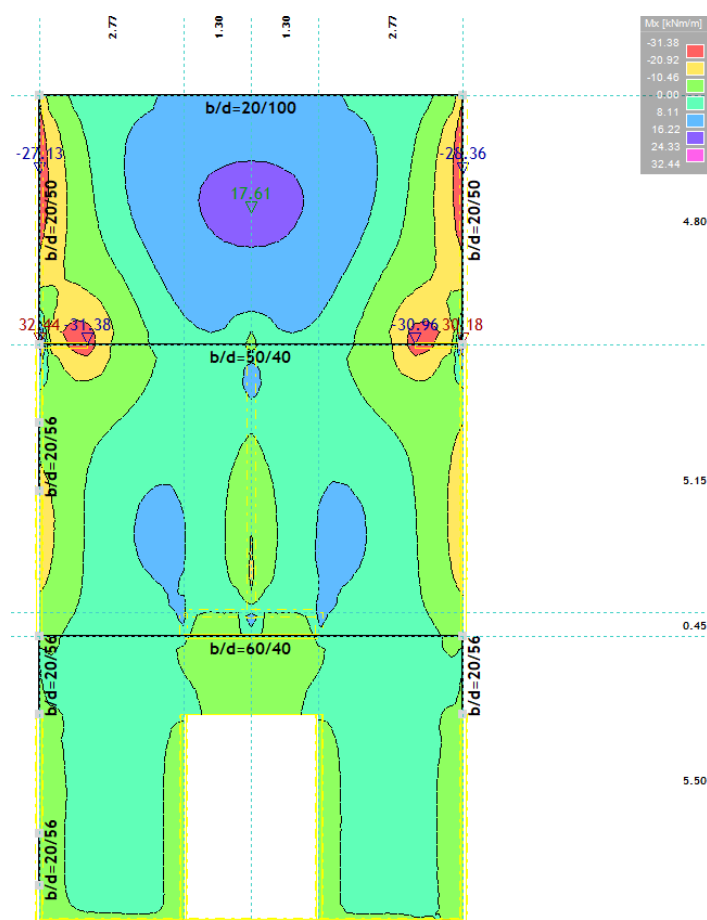 2.77
1.30
1.30
2.77
Mx [kNm/m]
-31.38
-20.92
-10.46
0.00
8.11
16.22
24.33
32.44
b/d=20/100
-27.13
-28.36
17.61
b/d=20/50
b/d=20/50
4.80
32.44
-31.38
-30.96
30.18
b/d=50/40
b/d=20/56
5.15
0.45
b/d=60/40
b/d=20/56
b/d=20/56
5.50
b/d=20/56